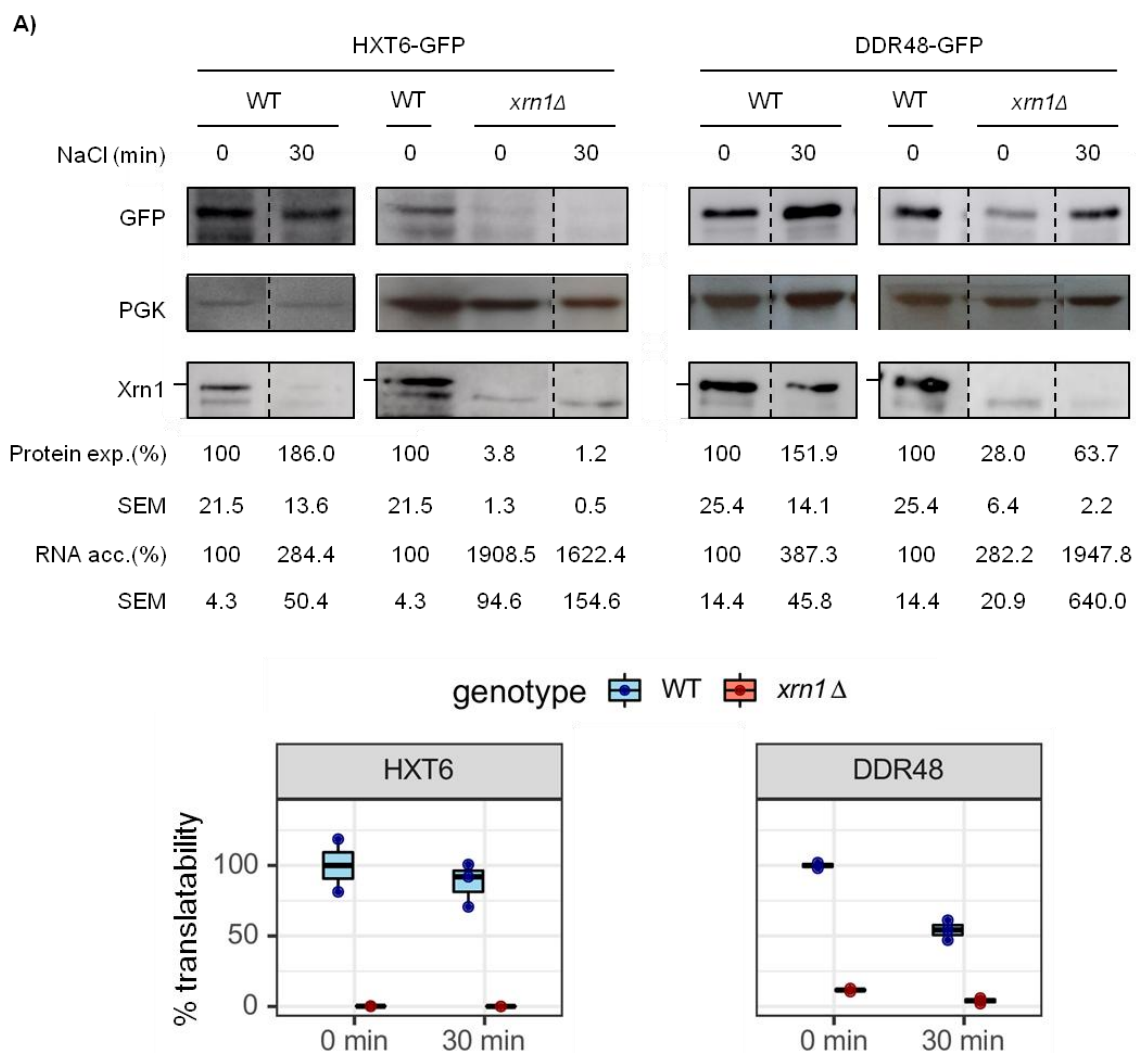 A)
HXT6-GFP DDR48-GFP
WT WT xrn1Δ WT WT xrn1Δ
NaCl (min) 0 30 0 0 30 0 30 0 0 30
GFP
PGK
Xrn1
Protein exp.(%) 100 186.0 100 3.8 1.2 100 151.9 100 28.0 63.7
SEM 21.5 13.6 21.5 1.3 0.5 25.4 14.1 25.4 6.4 2.2
RNA acc.(%) 100 284.4 100 1908.5 1622.4 100 387.3 100 282.2 1947.8
SEM 4.3 50.4 4.3 94.6 154.6 14.4 45.8 14.4 20.9 640.0
genotype WT xrn1Δ
HXT6 DDR48
% translatability
100
50
0
0 min 30 min 0 min 30 min